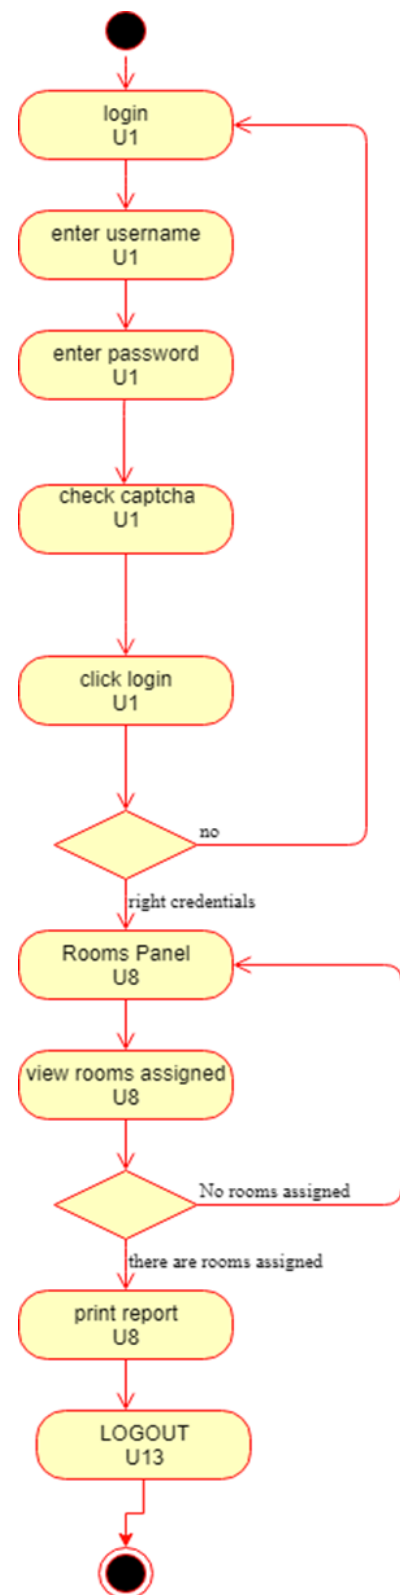 login
U1
enter username
U1
enter password
U1
check captcha
U1
click login
U1
no
right credentials
Rooms Panel
U8
view rooms assigned
U8
No rooms assigned
there are rooms assigned
print report
U8
LOGOUT
U13